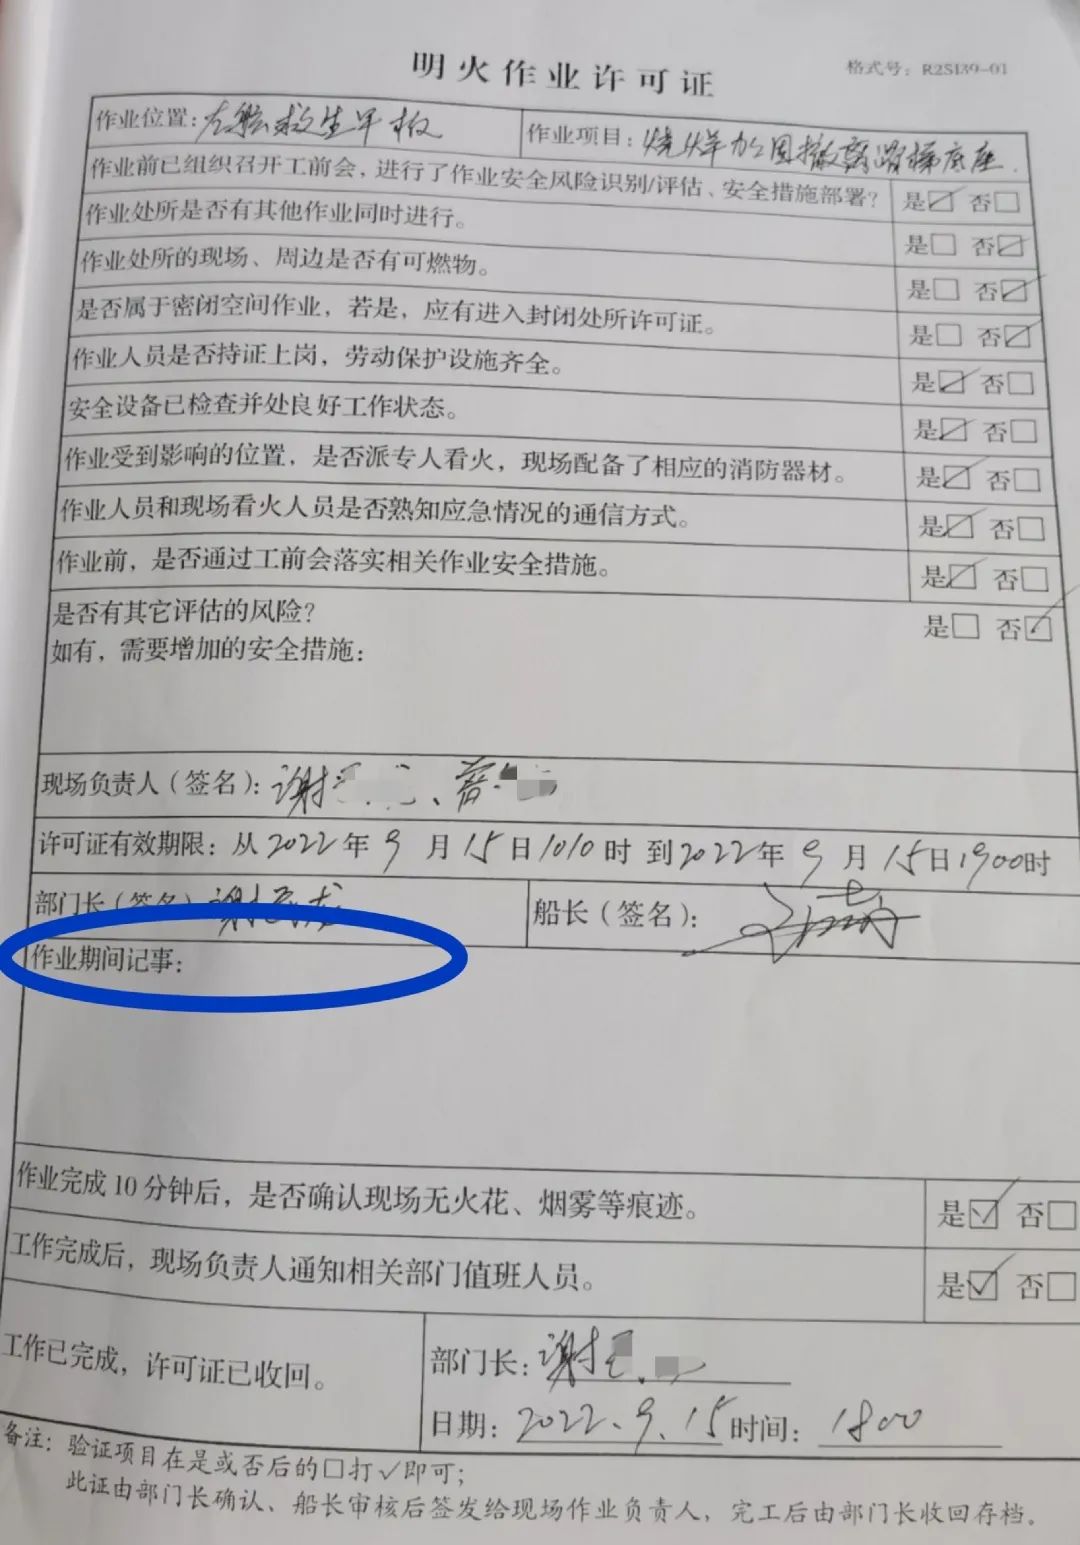 明火作业许可证
格式号：R2SI39-01
作业位置：左舷救生甲板 作业项目：烧焊加固撤离滑梯底座.
作业前已组织召开工前会，进行了作业安全风险识别/评估、安全措施部署? 是☑ 否□
作业处所是否有其他作业同时进行。 是□ 否☑
作业处所的现场、周边是否有可燃物。 是□ 否☑
是否属于密闭空间作业，若是，应有进入封闭处所许可证。 是□ 否☑
作业人员是否持证上岗，劳动保护设施齐全。 是☑ 否□
安全设备已检查并处良好工作状态。 是☑ 否□
作业受到影响的位置，是否派专人看火，现场配备了相应的消防器材。 是☑ 否□
作业人员和现场看火人员是否熟知应急情况的通信方式。 是☑ 否□
作业前，是否通过工前会落实相关作业安全措施。 是☑ 否□
是否有其它评估的风险? 是□ 否☑
如有，需要增加的安全措施：
现场负责人（签名）：谢
许可证有效期限：从2022年9月15日1010时 到2022年9月15日1900时
部门长（签名） 谢 船长（签名）：
作业期间记事：
作业完成10分钟后，是否确认现场无火花、烟雾等痕迹。 是☑ 否□
工作完成后，现场负责人通知相关部门值班人员。 是☑ 否□
工作已完成，许可证已收回。 部门长：谢
日期：2022.9.15 时间：1800
备注：验证项目在是或否后的□打✓即可；
此证由部门长确认、船长审核后签发给现场作业负责人，完工后由部门长收回存档。